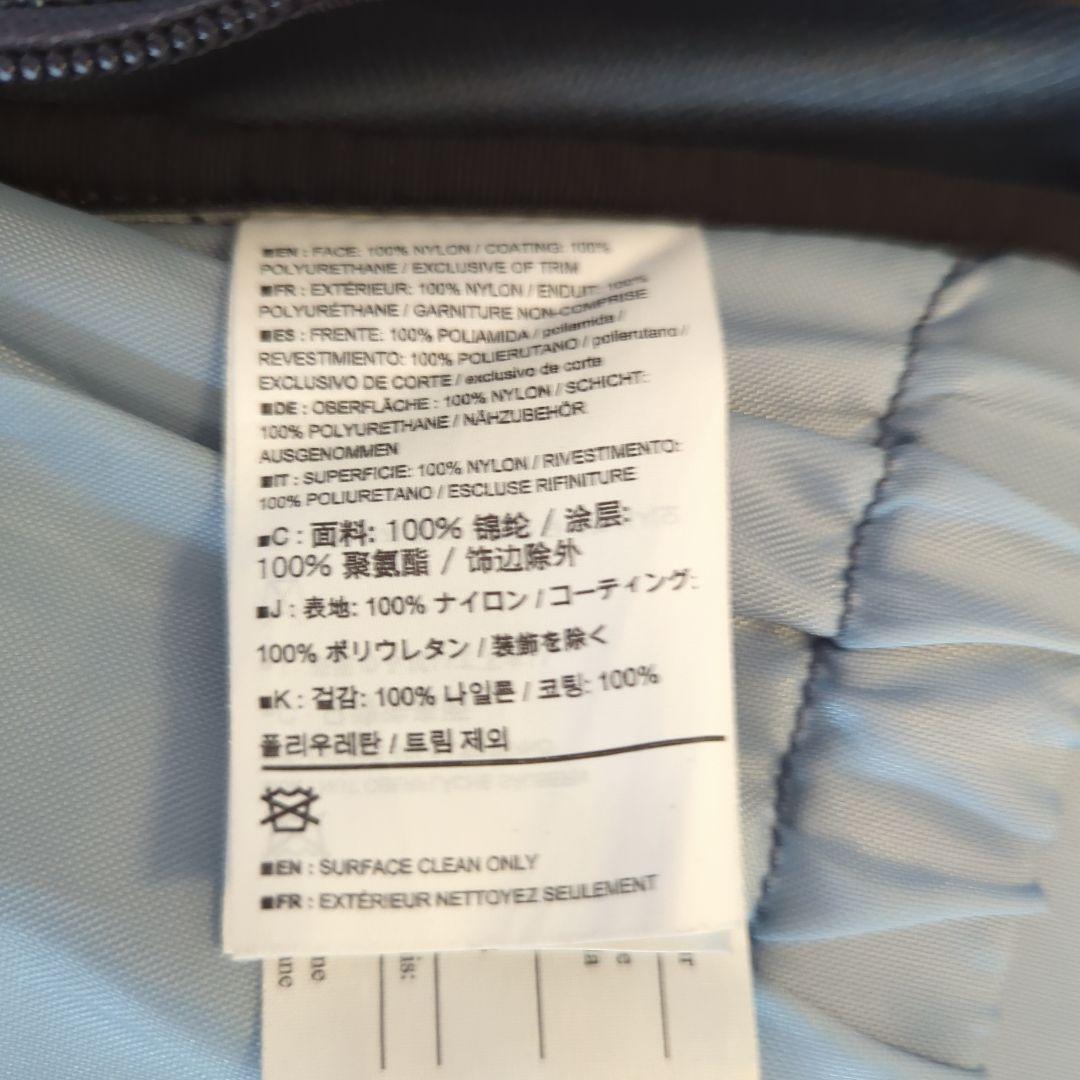 ■EN : FACE: 100% NYLON / COATING: 100%
POLYURETHANE / EXCLUSIVE OF TRIM
■FR : EXTÉRIEUR: 100% NYLON / ENDUIT: 100%
POLYURÉTHANE / GARNITURE NON-COMPRISE
■ES : FRENTE: 100% POLIAMIDA / poliamida /
REVESTIMIENTO: 100% POLIERUTANO / polierutano /
EXCLUSIVO DE CORTE / exclusivo de corte
■DE : OBERFLÄCHE : 100% NYLON / SCHICHT:
100% POLYURETHANE / NÄHZUBEHÖR
AUSGENOMMEN
■IT : SUPERFICIE: 100% NYLON / RIVESTIMENTO:
100% POLIURETANO / ESCLUSE RIFINITURE
■C : 面料: 100% 锦纶 / 涂层:
100% 聚氨酯 / 饰边除外
■J : 表地: 100% ナイロン / コーティング:
100% ポリウレタン / 装飾を除く
■K : 겉감: 100% 나일론 / 코팅: 100%
폴리우레탄 / 트림 제외
■EN : SURFACE CLEAN ONLY
■FR : EXTÉRIEUR NETTOYEZ SEULEMENT